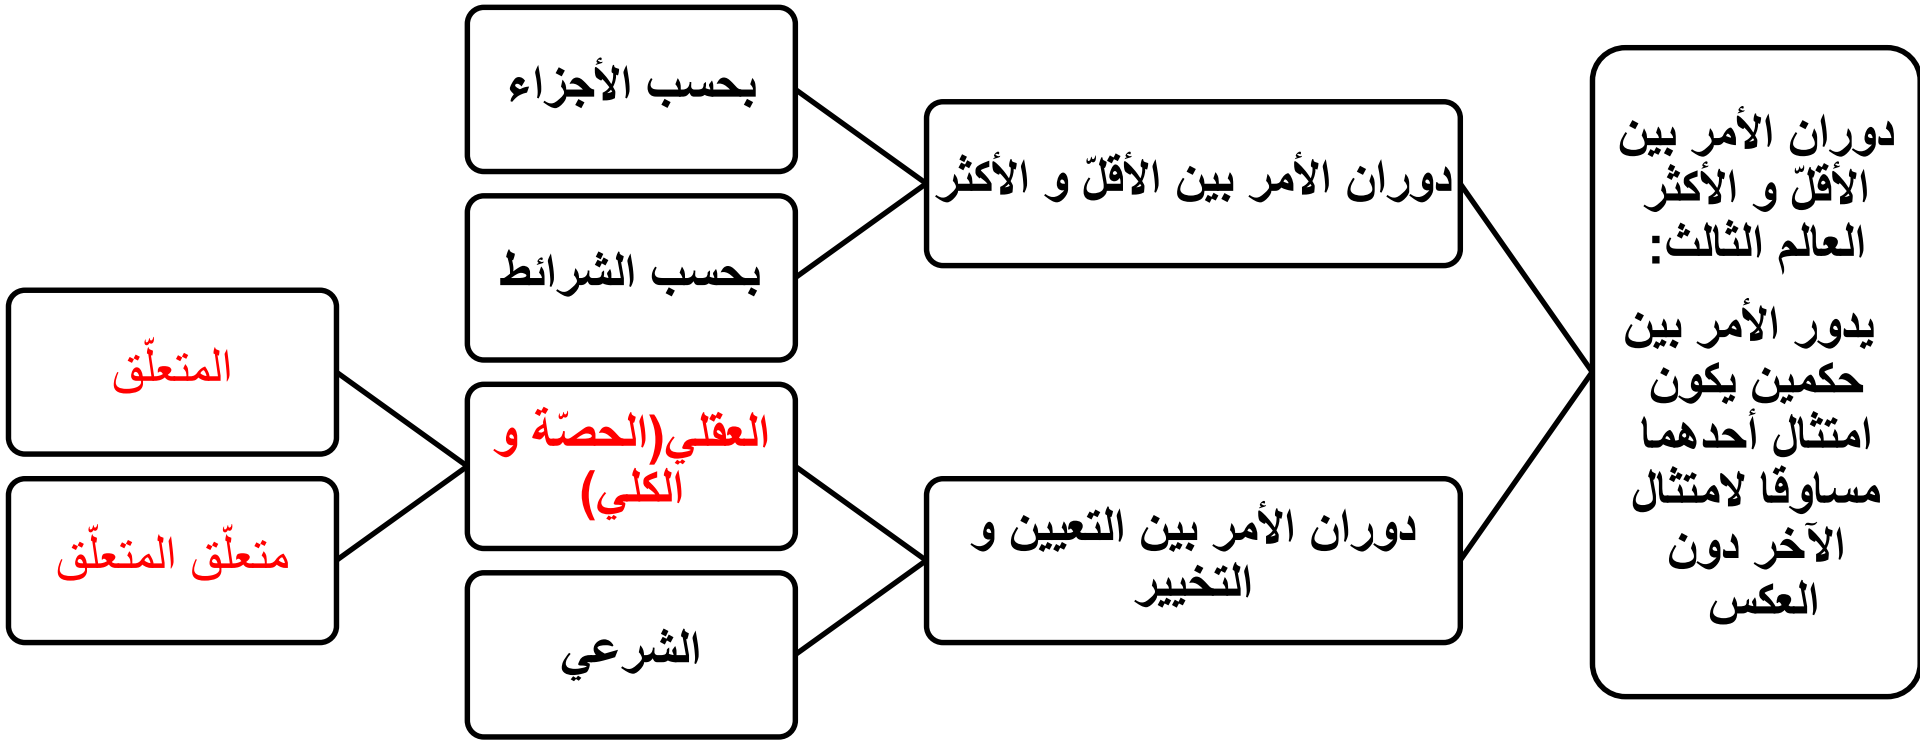 دوران الأمر بين
الأقلّ و الأكثر
العالم الثالث:
يدور الأمر بين
حكمين يكون
امتثال أحدهما
مساوقا لامتثال
الآخر دون
العكس
دوران الأمر بين الأقلّ و الأكثر
بحسب الأجزاء
بحسب الشرائط
دوران الأمر بين التعيين و
التخيير
العقلي(الحصّة و
الكلي)
المتعلّق
متعلّق المتعلّق
الشرعي